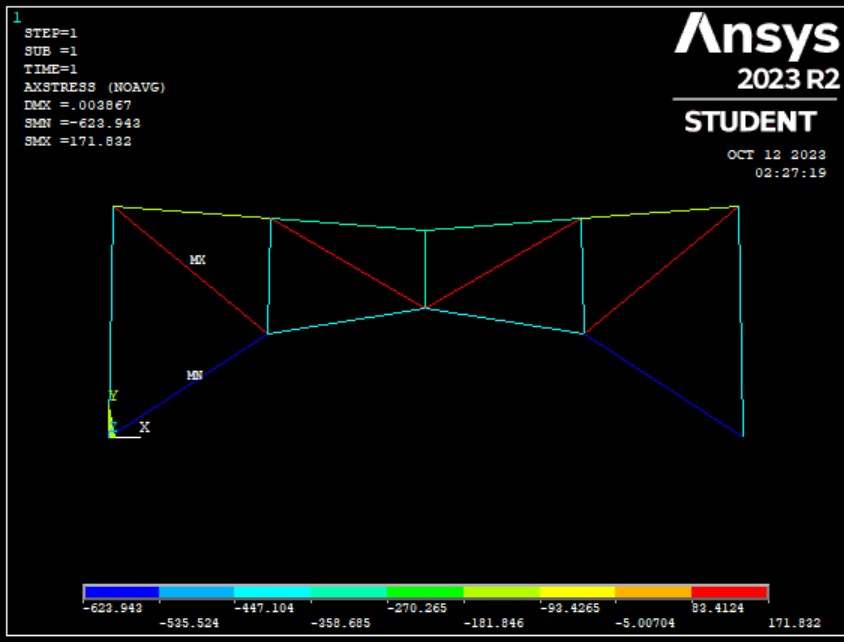 1
STEP=1
SUB =1
TIME=1
AXSTRESS (NOAVG)
DMX =.003867
SMN =-623.943
SMX =171.832
Ansys
2023 R2
STUDENT
OCT 12 2023
02:27:19
MX
MN
Y
Z X
-623.943 -447.104 -270.265 -93.4265 83.4124
-535.524 -358.685 -181.846 -5.00704 171.832